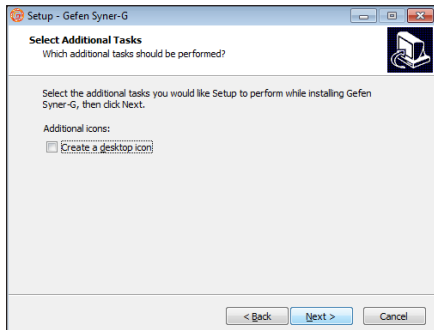 Setup - Gefen Syner-G
Select Additional Tasks
Which additional tasks should be performed?
Select the additional tasks you would like Setup to perform while installing Gefen
Syner-G, then click Next.
Additional icons:
Create a desktop icon
< Back Next > Cancel